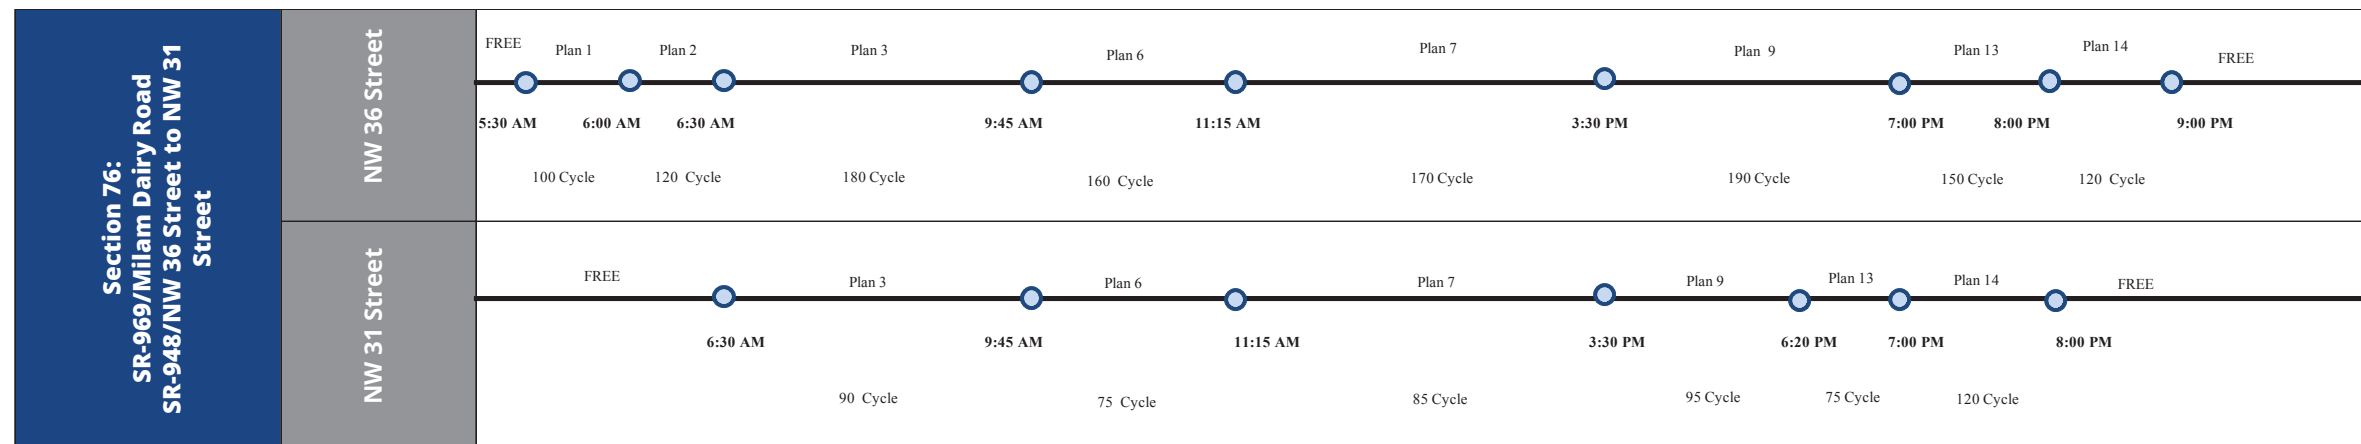 Section 76:
SR-969/Milam Dairy Road
SR-948/NW 36 Street to NW 31
Street
NW 36 Street
FREE Plan 1 Plan 2 Plan 3 Plan 6 Plan 7 Plan 9 Plan 13 Plan 14 FREE
5:30 AM 6:00 AM 6:30 AM 9:45 AM 11:15 AM 3:30 PM 7:00 PM 8:00 PM 9:00 PM
100 Cycle 120 Cycle 180 Cycle 160 Cycle 170 Cycle 190 Cycle 150 Cycle 120 Cycle
NW 31 Street
FREE Plan 3 Plan 6 Plan 7 Plan 9 Plan 13 Plan 14 FREE
6:30 AM 9:45 AM 11:15 AM 3:30 PM 6:20 PM 7:00 PM 8:00 PM
90 Cycle 75 Cycle 85 Cycle 95 Cycle 75 Cycle 120 Cycle